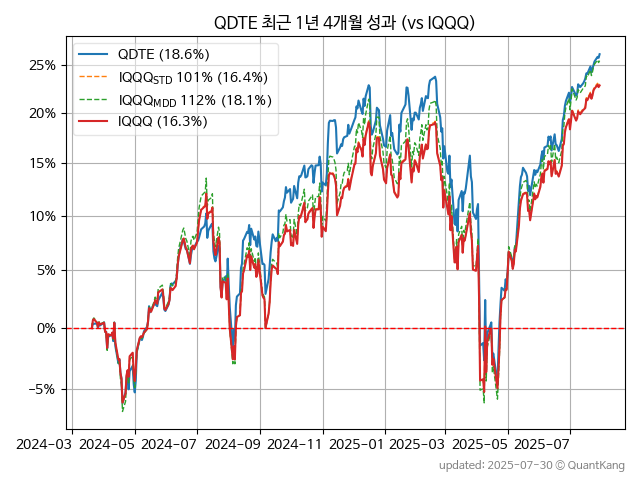 QDTE 최근 1년 4개월 성과 (vs IQQQ)
QDTE (18.6%)
IQQQSTD 101% (16.4%)
IQQQMDD 112% (18.1%)
IQQQ (16.3%)
25%
20%
15%
10%
5%
0%
−5%
2024-03 2024-05 2024-07 2024-09 2024-11 2025-01 2025-03 2025-05 2025-07
updated: 2025-07-30 © QuantKang